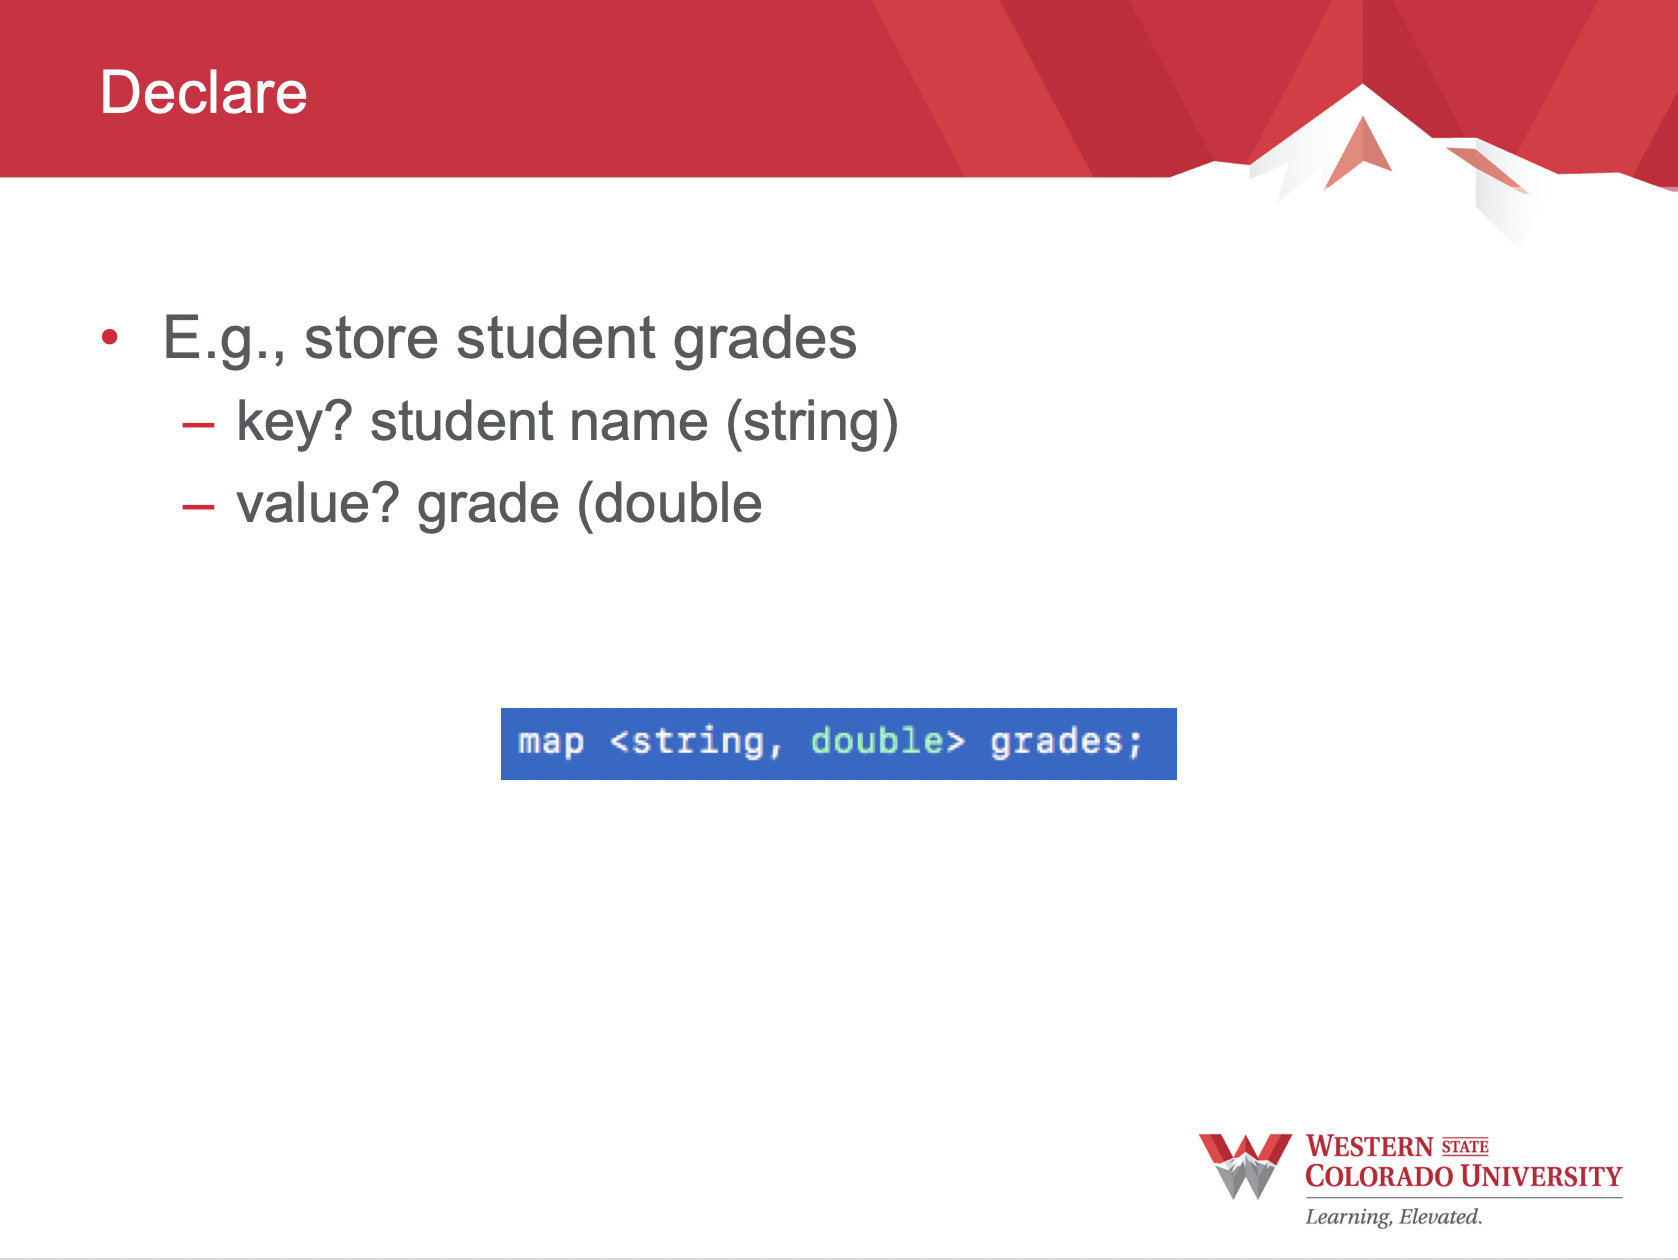 Declare
• E.g., store student grades
– key? student name (string)
– value? grade (double
map <string, double> grades;
WESTERN STATE
COLORADO UNIVERSITY
Learning, Elevated.